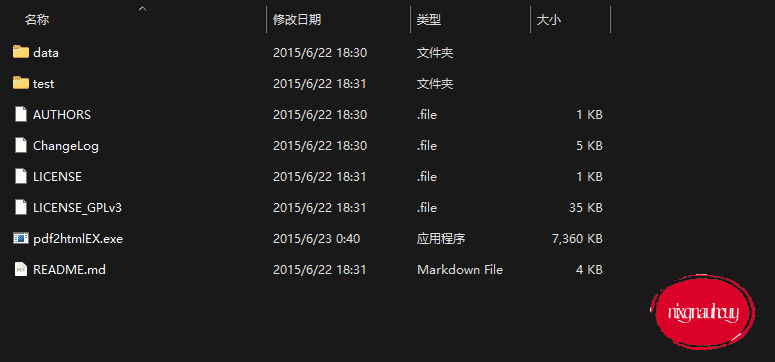 名称 修改日期 类型 大小
data 2015/6/22 18:30 文件夹
test 2015/6/22 18:31 文件夹
AUTHORS 2015/6/22 18:30 .file 1 KB
ChangeLog 2015/6/22 18:30 .file 5 KB
LICENSE 2015/6/22 18:31 .file 1 KB
LICENSE_GPLv3 2015/6/22 18:31 .file 35 KB
pdf2htmlEX.exe 2015/6/23 0:40 应用程序 7,360 KB
README.md 2015/6/22 18:31 Markdown File 4 KB